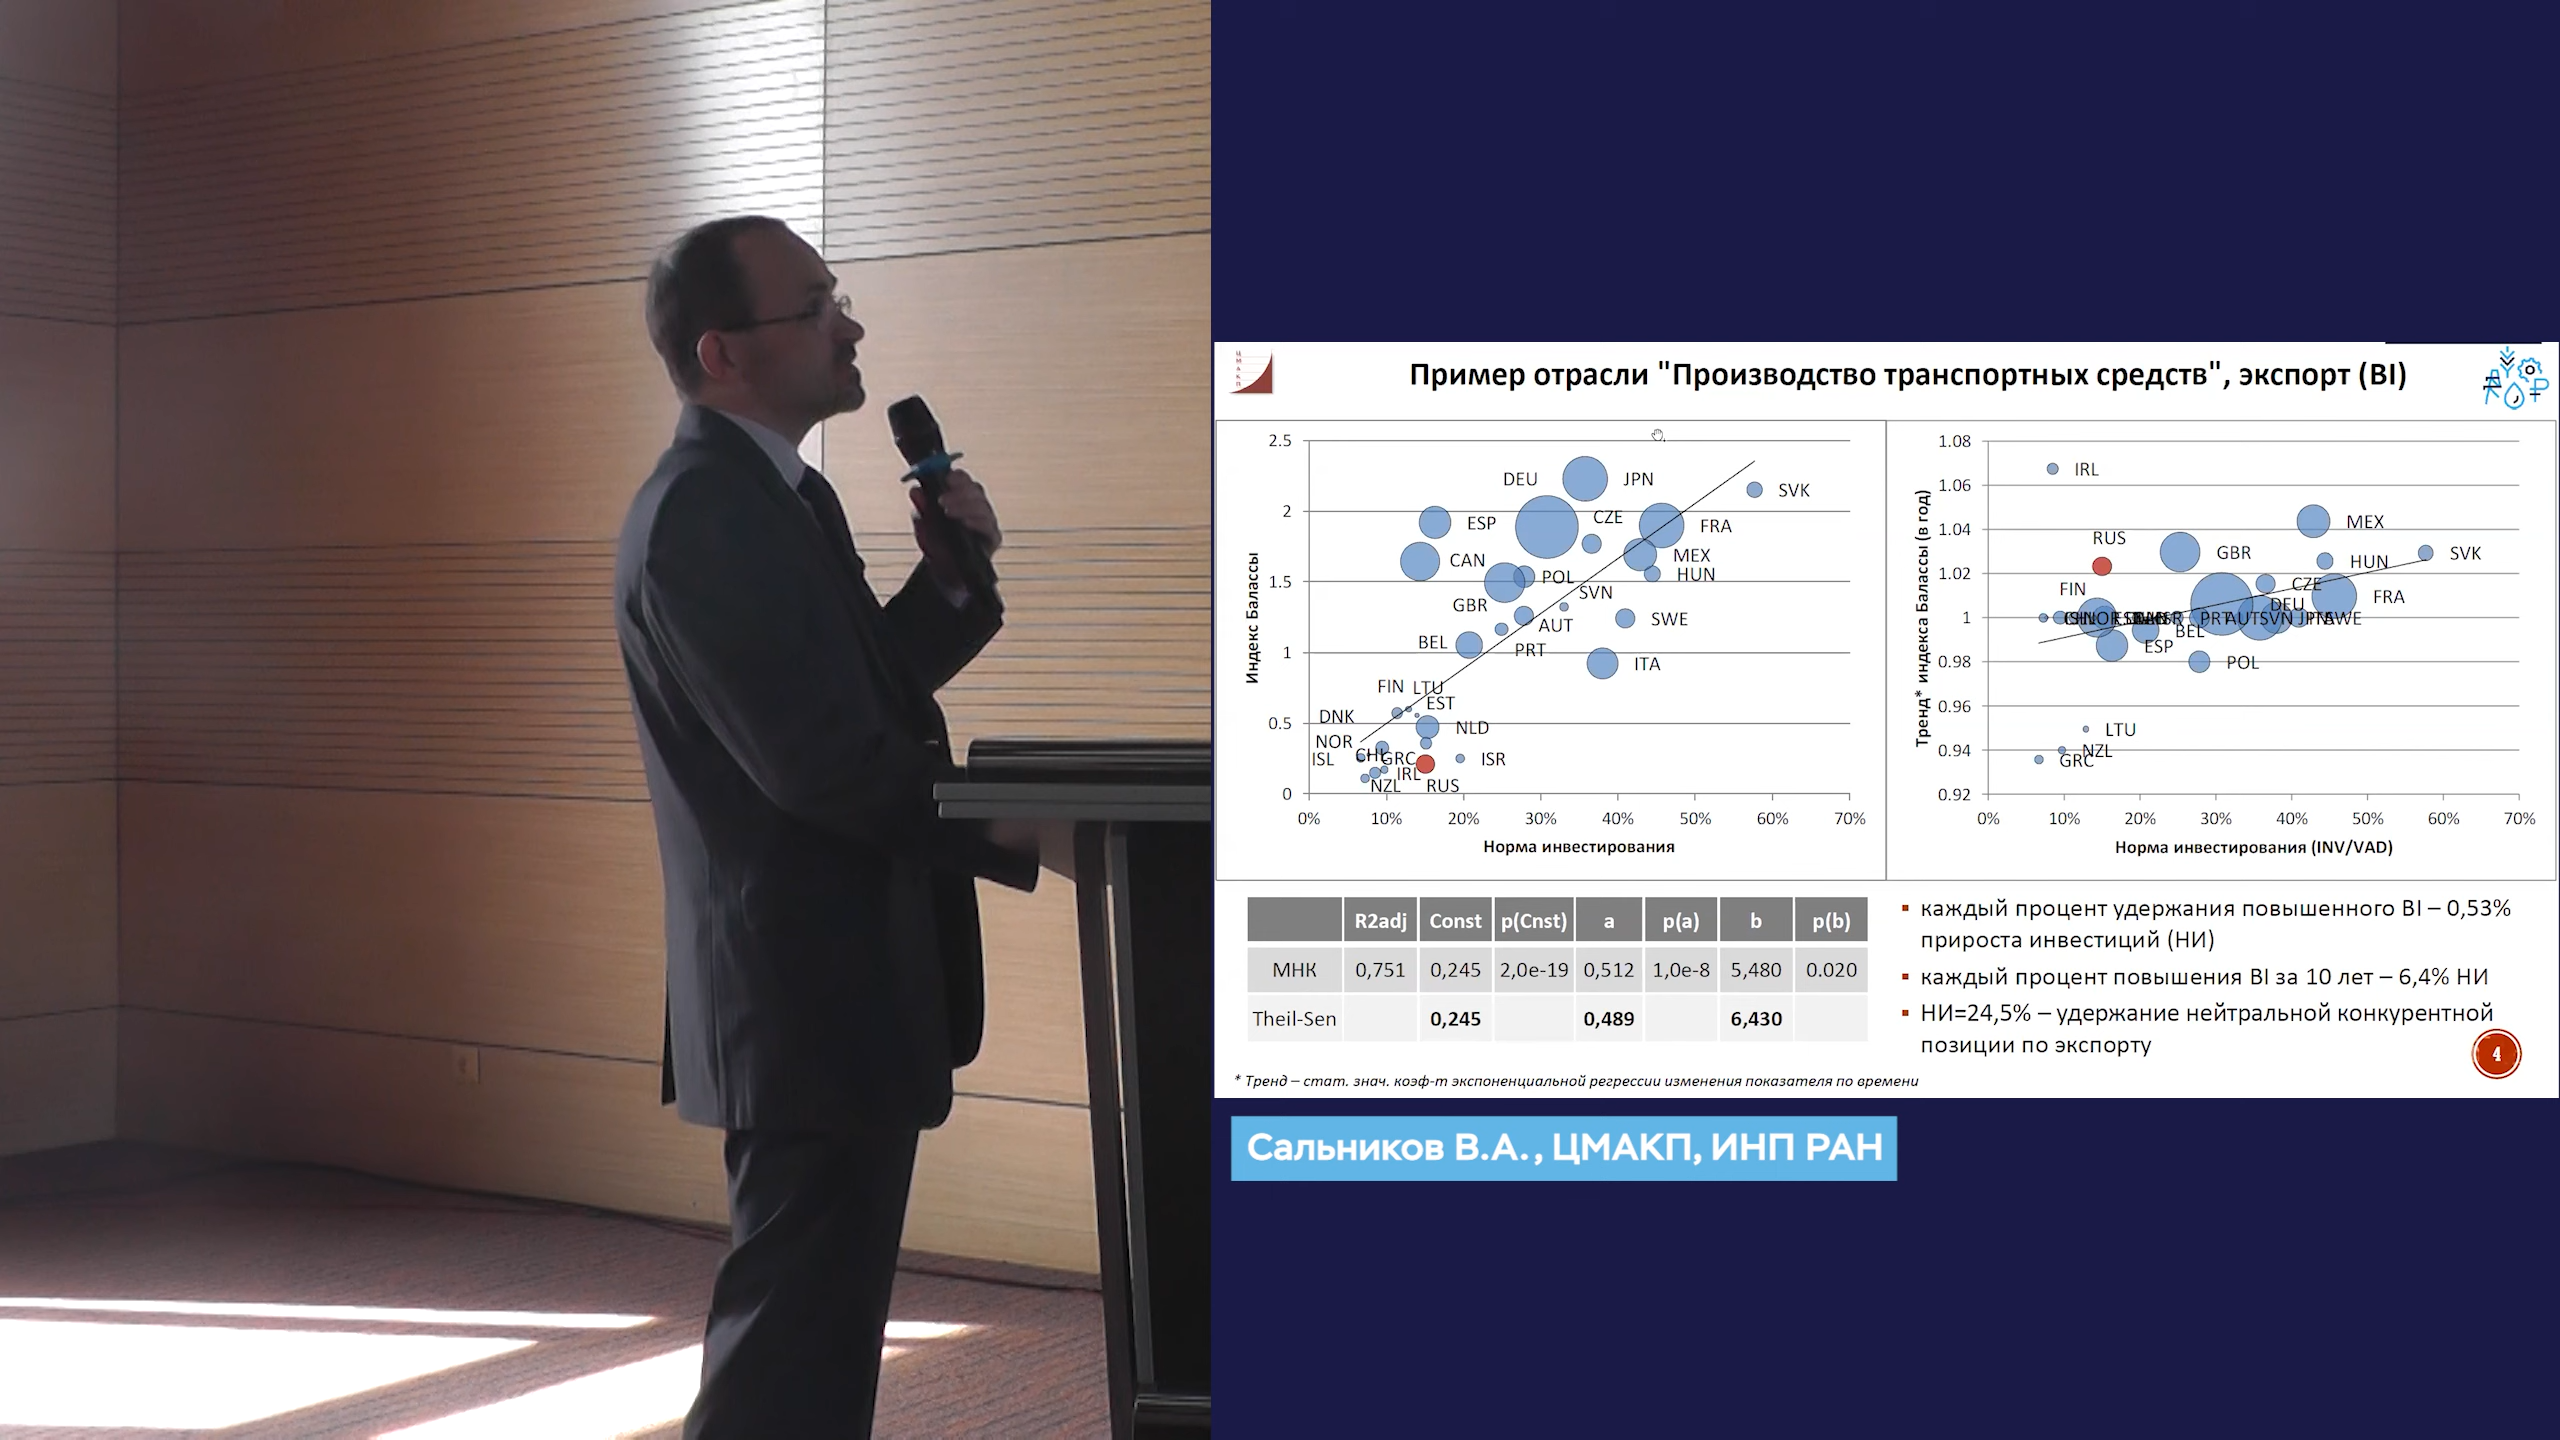 ЦМАКП
Пример отрасли "Производство транспортных средств", экспорт (BI)
Индекс Балассы
2.5
2
1.5
1
0.5
0
0% 10% 20% 30% 40% 50% 60% 70%
Норма инвестирования
DEU JPN SVK
ESP CZE FRA
CAN MEX
POL HUN
GBR SVN
AUT SWE
BEL PRT ITA
FIN LTU
EST
DNK NLD
NOR
ISL CHL GRC ISR
IRL
NZL RUS
Тренд* индекса Балассы (в год)
1.08
1.06
1.04
1.02
1
0.98
0.96
0.94
0.92
0% 10% 20% 30% 40% 50% 60% 70%
Норма инвестирования (INV/VAD)
IRL
MEX
RUS GBR SVK
HUN
FIN CZE
DEU FRA
PRT AUT SVN SWE
BEL
ESP
POL
LTU
NZL
GRC
R2adj Const p(Cnst) a p(a) b p(b)
МНК 0,751 0,245 2,0e-19 0,512 1,0e-8 5,480 0.020
Theil-Sen 0,245 0,489 6,430
▪ каждый процент удержания повышенного BI – 0,53%
прироста инвестиций (НИ)
▪ каждый процент повышения BI за 10 лет – 6,4% НИ
▪ НИ=24,5% – удержание нейтральной конкурентной
позиции по экспорту
4
* Тренд – стат. знач. коэф-т экспоненциальной регрессии изменения показателя по времени
Сальников В.А., ЦМАКП, ИНП РАН